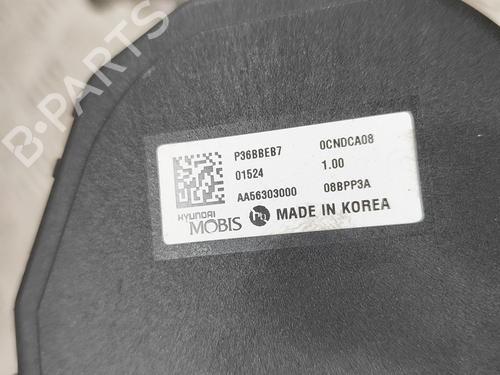 P36BBEB7 0CNDCA08
01524 1.00
AA56303000 08BPP3A
HYUNDAI
MOBIS MADE IN KOREA
B-PARTS